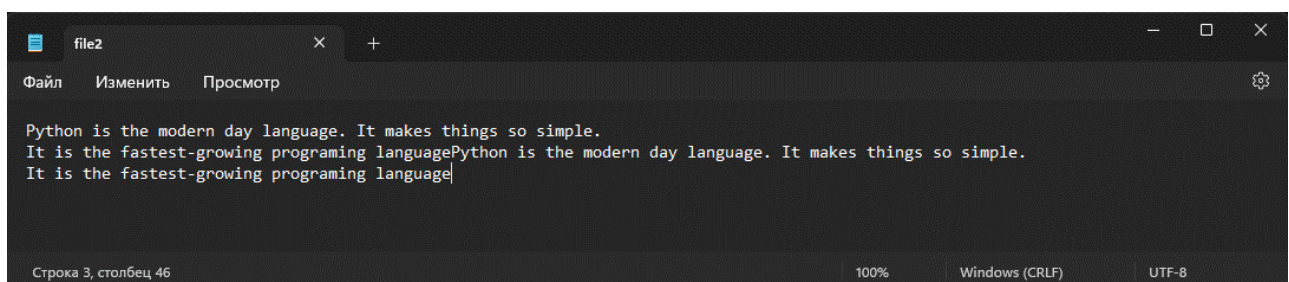 file2
Файл Изменить Просмотр
Python is the modern day language. It makes things so simple.
It is the fastest-growing programing languagePython is the modern day language. It makes things so simple.
It is the fastest-growing programing language
Строка 3, столбец 46 100% Windows (CRLF) UTF-8